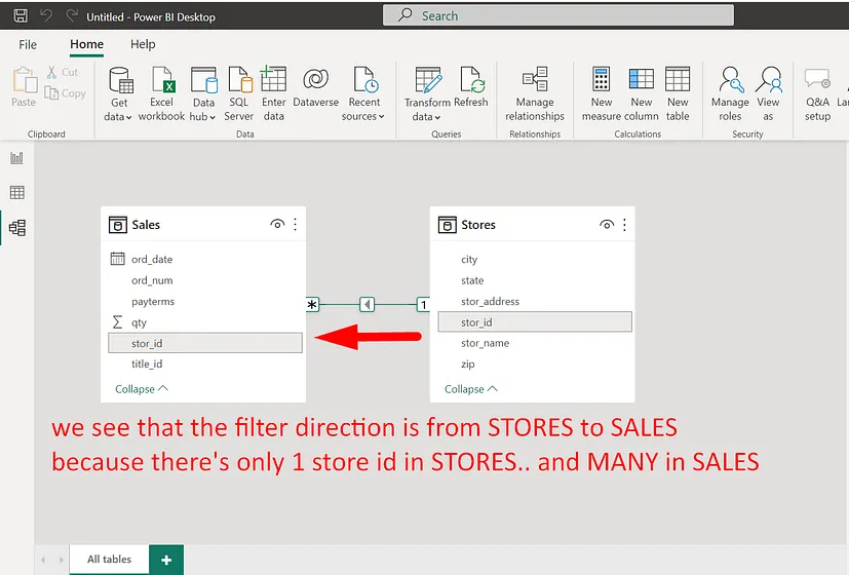 Untitled - Power BI Desktop
Search
File Home Help
Paste
Cut
Copy
Get data
Excel workbook
Data hub
SQL Server
Enter data
Dataverse
Recent sources
Transform data
Refresh
Manage relationships
New measure
New column
New table
Manage roles
View as
Q&A setup
Clipboard
Data
Queries
Relationships
Calculations
Security
Sales
ord_date
ord_num
payterms
∑ qty
stor_id
title_id
Collapse
* 1
Stores
city
state
stor_address
stor_id
stor_name
zip
Collapse
we see that the filter direction is from STORES to SALES
because there's only 1 store id in STORES.. and MANY in SALES
All tables +